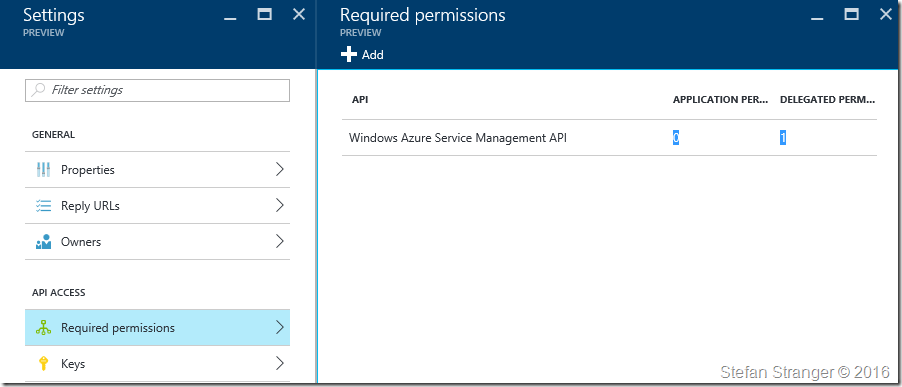 Settings
PREVIEW
Filter settings
GENERAL
Properties
Reply URLs
Owners
API ACCESS
Required permissions
Keys
Required permissions
PREVIEW
Add
API APPLICATION PER... DELEGATED PERM...
Windows Azure Service Management API 0 1
Stefan Stranger © 2016